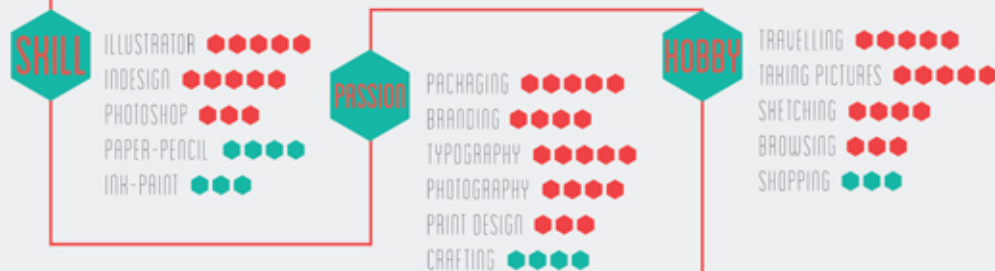 SKILL
ILLUSTRATOR
INDESIGN
PHOTOSHOP
PAPER-PENCIL
INK-PAINT
PASSION
PACKAGING
BRANDING
TYPOGRAPHY
PHOTOGRAPHY
PRINT DESIGN
CRAFTING
HOBBY
TRAVELLING
TAKING PICTURES
SKETCHING
BROWSING
SHOPPING